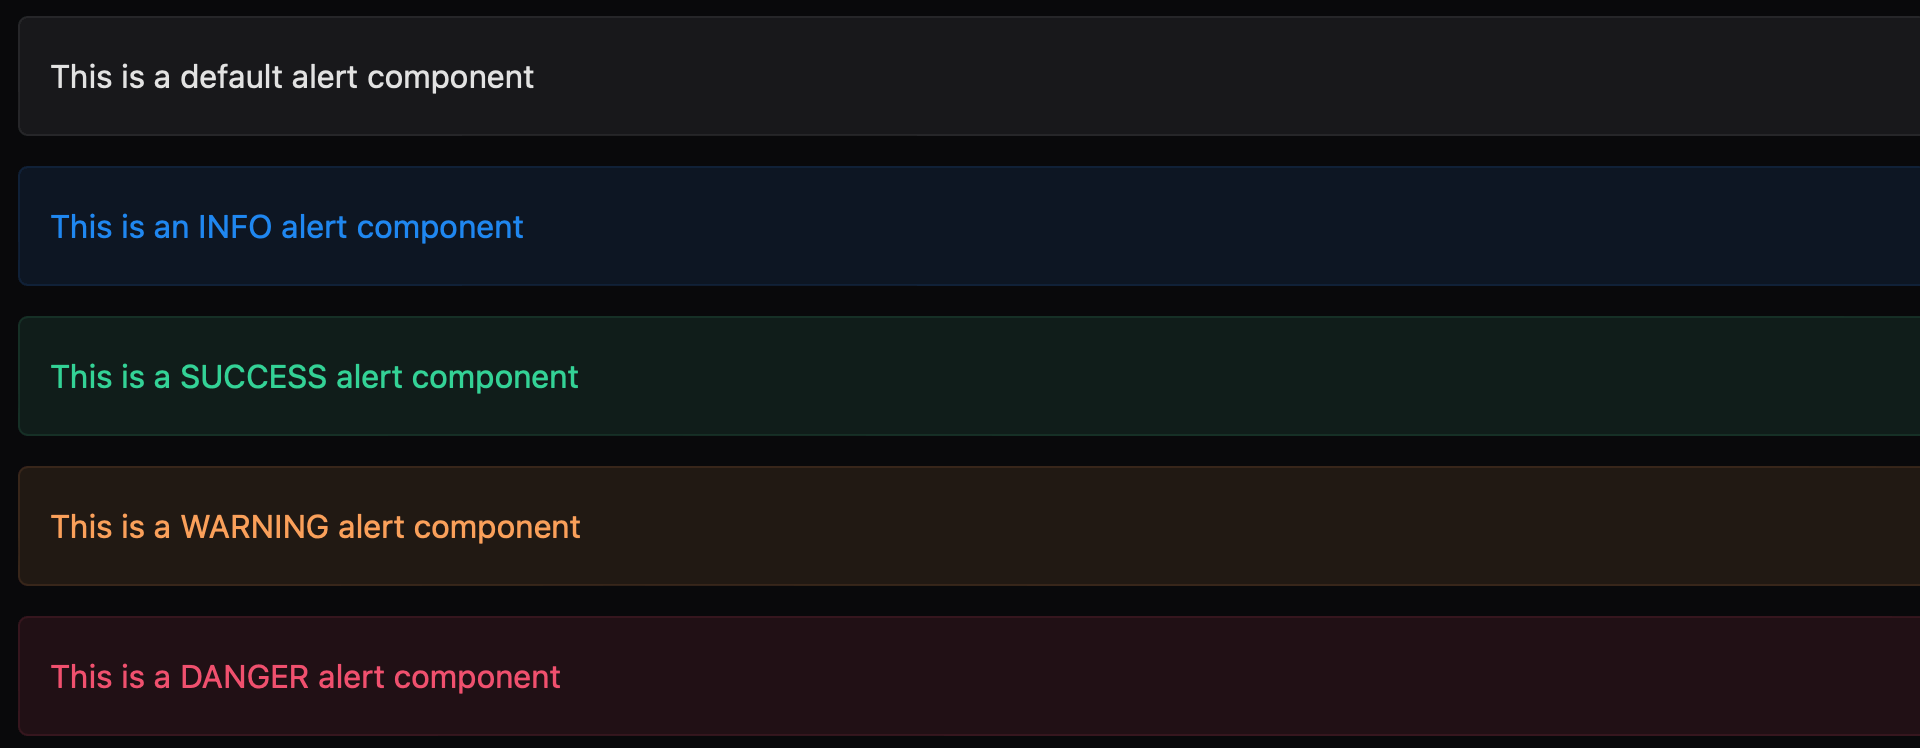 This is a default alert component
This is an INFO alert component
This is a SUCCESS alert component
This is a WARNING alert component
This is a DANGER alert component